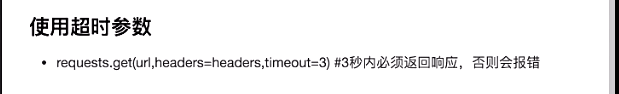 使用超时参数
• requests.get(url,headers=headers,timeout=3) #3秒内必须返回响应，否则会报错